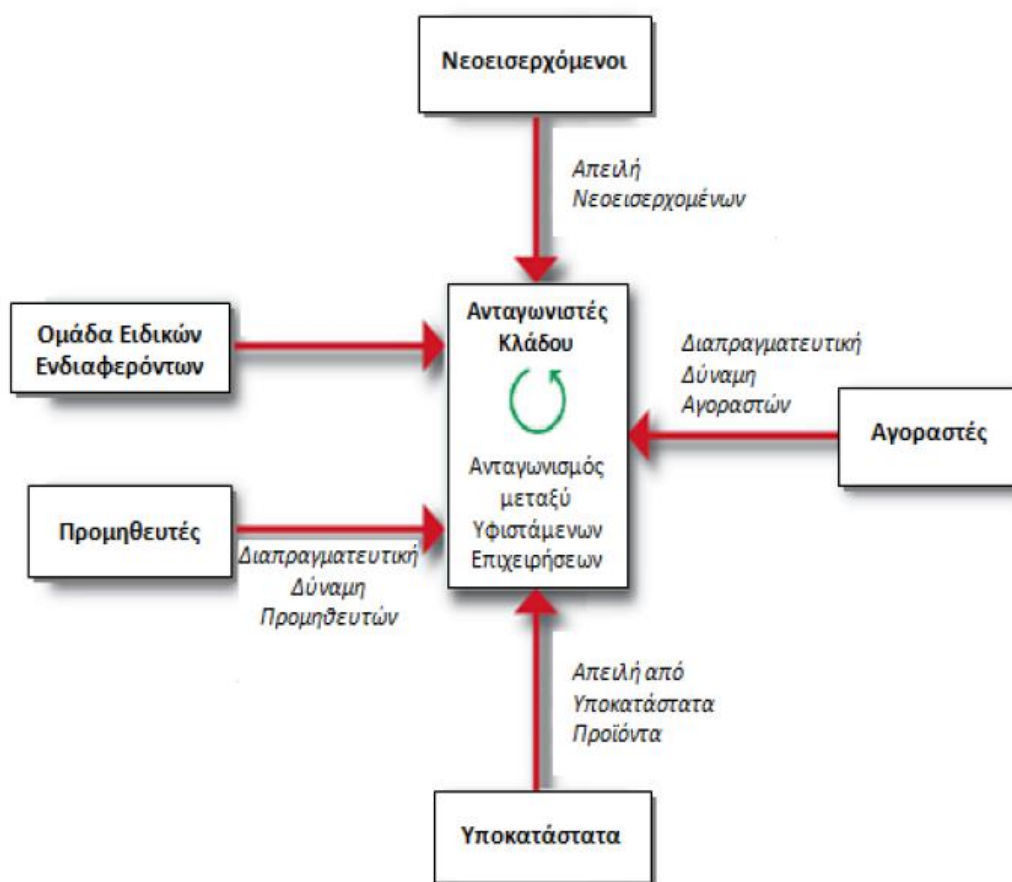 Νεοεισερχόμενοι
Απειλή
Νεοεισερχομένων
Ομάδα Ειδικών
Ενδιαφερόντων
Ανταγωνιστές
Κλάδου
Ανταγωνισμός
μεταξύ
Υφιστάμενων
Επιχειρήσεων
Διαπραγματευτική
Δύναμη
Αγοραστών
Αγοραστές
Προμηθευτές
Διαπραγματευτική
Δύναμη
Προμηθευτών
Απειλή από
Υποκατάστατα
Προϊόντα
Υποκατάστατα